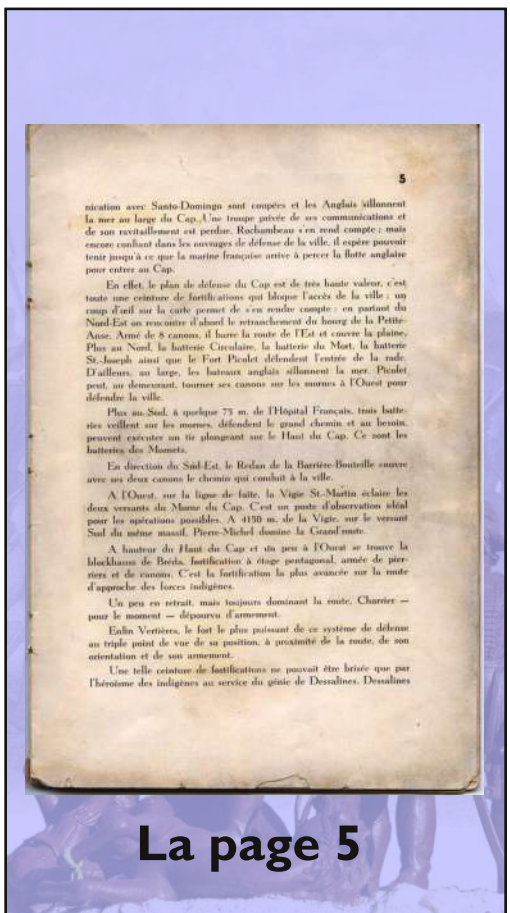 5
nication avec Santo-Domingo sont coupées et les Anglais sillonnent
la mer au large du Cap. Une troupe privée de ses communications et
de son ravitaillement est perdue. Rochambeau s'en rend compte ; mais
encore confiant dans les ouvrages de défense de la ville, il espère pouvoir
tenir jusqu'à ce que la marine française arrive à percer la flotte anglaise
pour entrer au Cap.
En effet, le plan de défense du Cap est de très haute valeur, c'est
toute une ceinture de fortifications qui bloque l'accès de la ville ; un
coup d'œil sur la carte permet de s'en rendre compte : en partant du
Nord-Est on rencontre d'abord le retranchement du bourg de la Petite-
Anse. Armé de 8 canons, il barre la route de l'Est et couvre la plaine.
Plus au Nord, la batterie Circulaire, la batterie du Mort, la batterie
St.-Joseph ainsi que le Fort Picolet défendent l'entrée de la rade.
D'ailleurs, au large, les bateaux anglais sillonnent la mer. Picolet
peut, au demeurant, tourner ses canons sur les mornes à l'Ouest pour
défendre la ville.
Plus au Sud, à quelque 75 m. de l'Hôpital Français, trois batte-
ries veillent sur les mornes, défendent le grand chemin et au besoin,
peuvent exécuter un tir plongeant sur le Haut du Cap. Ce sont les
batteries des Mornets.
En direction du Sud-Est, le Redan de la Barrière-Bouteille couvre
avec ses deux canons le chemin qui conduit à la ville.
A l'Ouest, sur la ligne de faîte, la Vigie St.-Martin éclaire les
deux versants du Morne du Cap. C'est un poste d'observation idéal
pour les opérations possibles. A 4150 m. de la Vigie, sur le versant
Sud du même massif, Pierre-Michel domine la Grand'route.
A hauteur du Haut du Cap et un peu à l'Ouest se trouve la
blockhauss de Bréda, fortification à étage pentagonal, armée de pier-
riers et de canons. C'est la fortification la plus avancée sur la route
d'approche des forces indigènes.
Un peu en retrait, mais toujours dominant la route, Charrier —
pour le moment — dépourvu d'armement.
Enfin Vertières, le fort le plus puissant de ce système de défense
au triple point de vue de sa position, à proximité de la route, de son
orientation et de son armement.
Une telle ceinture de fortifications ne pouvait être brisée que par
l'héroïsme des indigènes au service du génie de Dessalines. Dessalines
La page 5